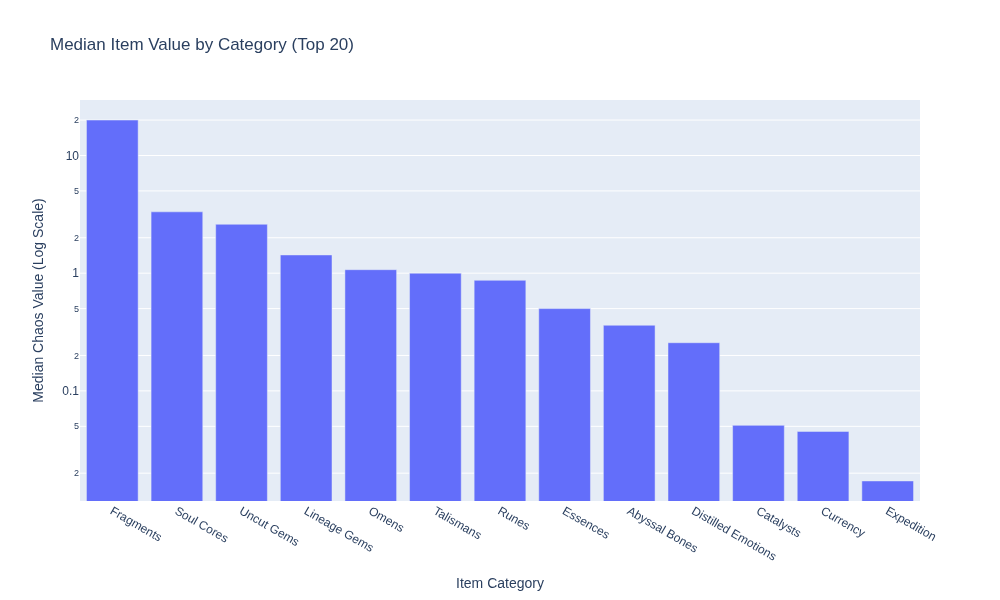 Median Item Value by Category (Top 20)
Median Chaos Value (Log Scale)
2
10
5
2
1
5
2
0.1
5
2
Fragments
Soul Cores
Uncut Gems
Lineage Gems
Omens
Talismans
Runes
Essences
Abyssal Bones
Distilled Emotions
Catalysts
Currency
Expedition
Item Category